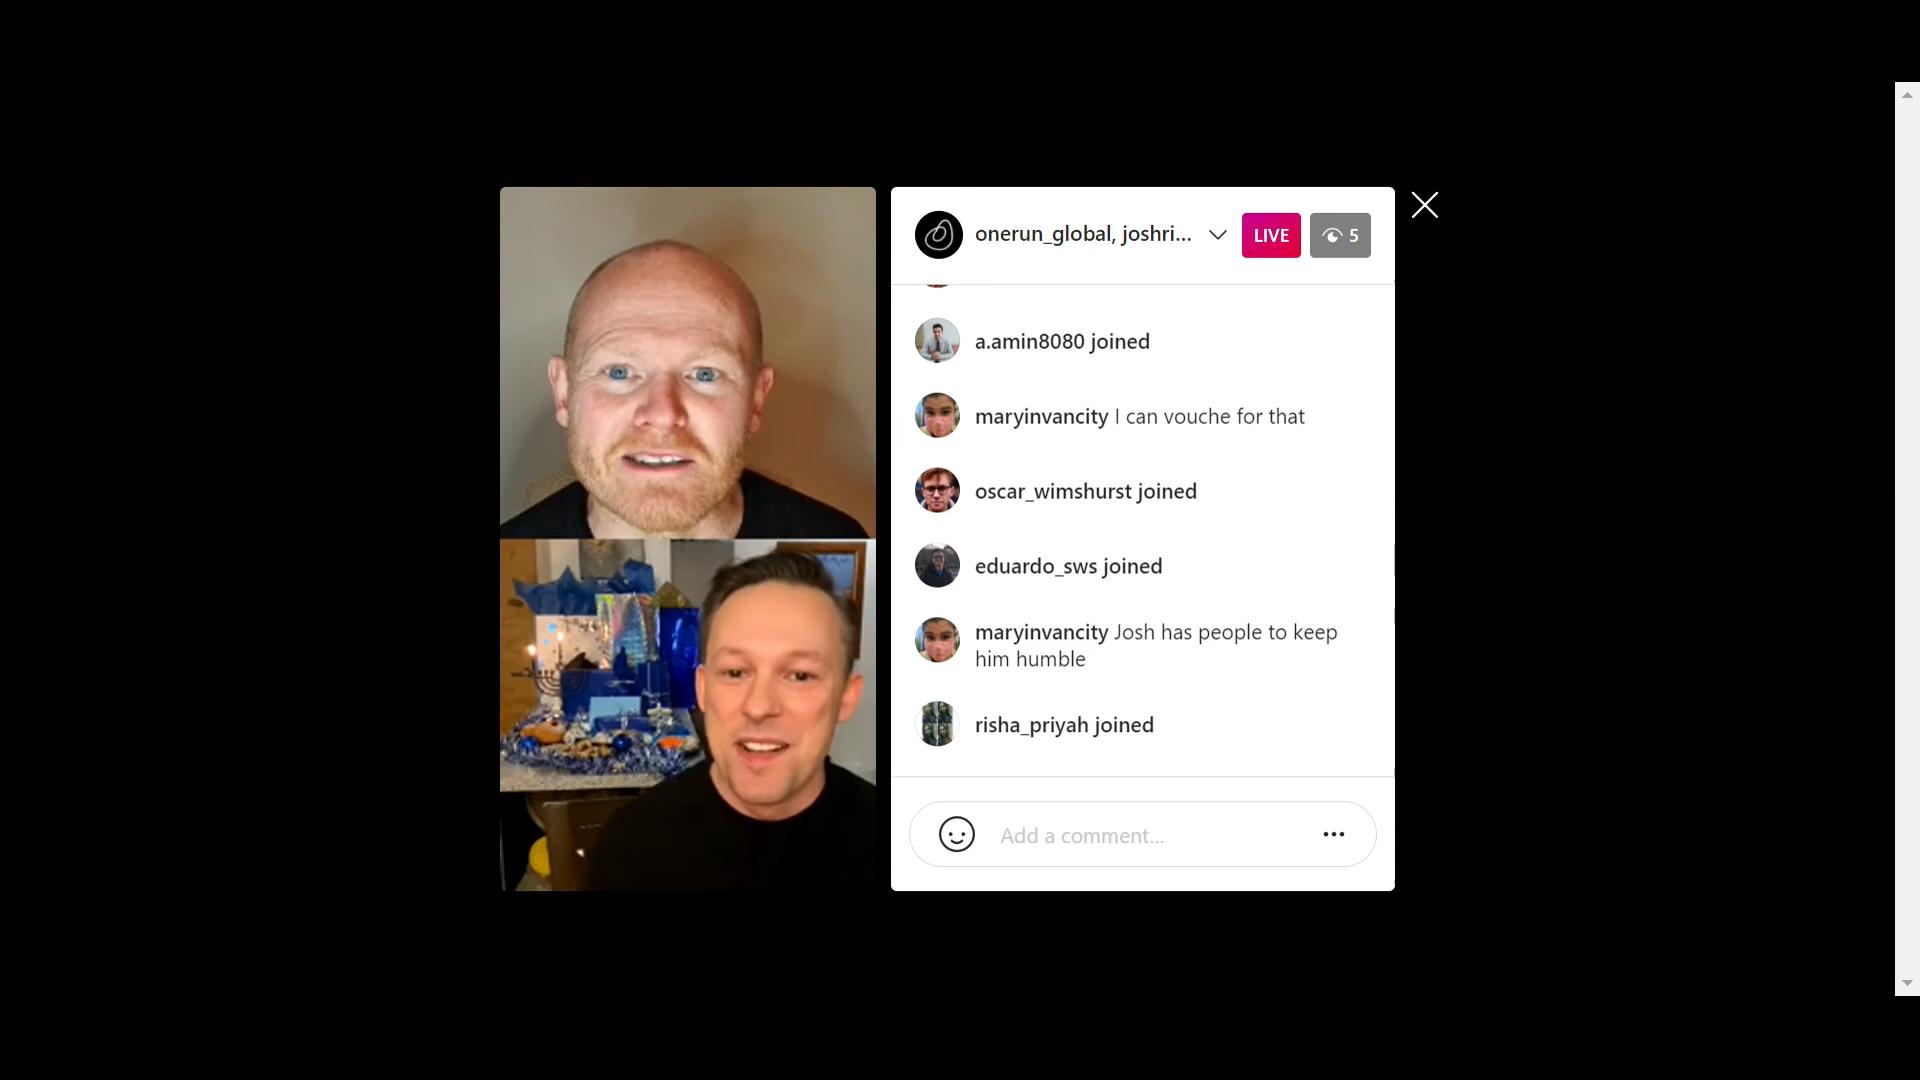 onerun_global, joshri...
LIVE
5
a.amin8080 joined
maryinvancity I can vouche for that
oscar_wimshurst joined
eduardo_sws joined
maryinvancity Josh has people to keep
him humble
risha_priyah joined
Add a comment...